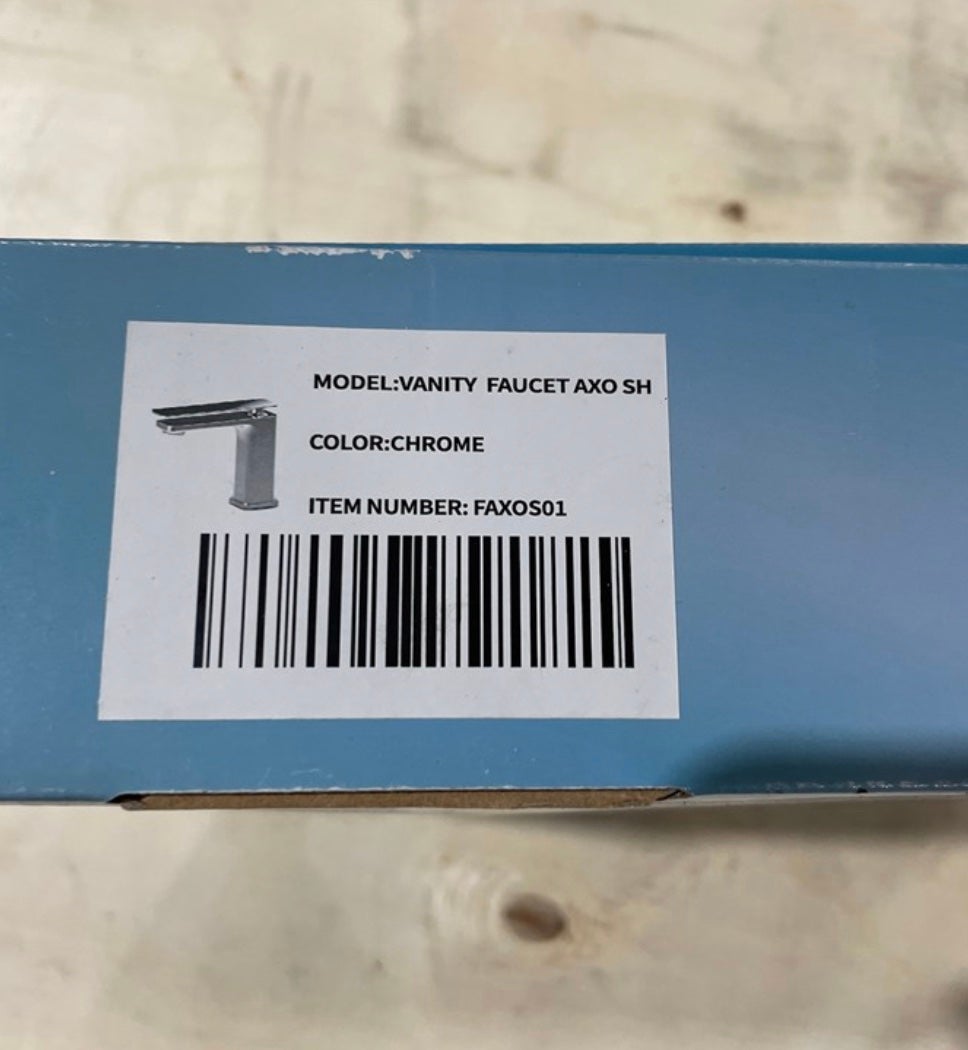 MODEL:VANITY FAUCET AXO SH
COLOR:CHROME
ITEM NUMBER: FAXOS01